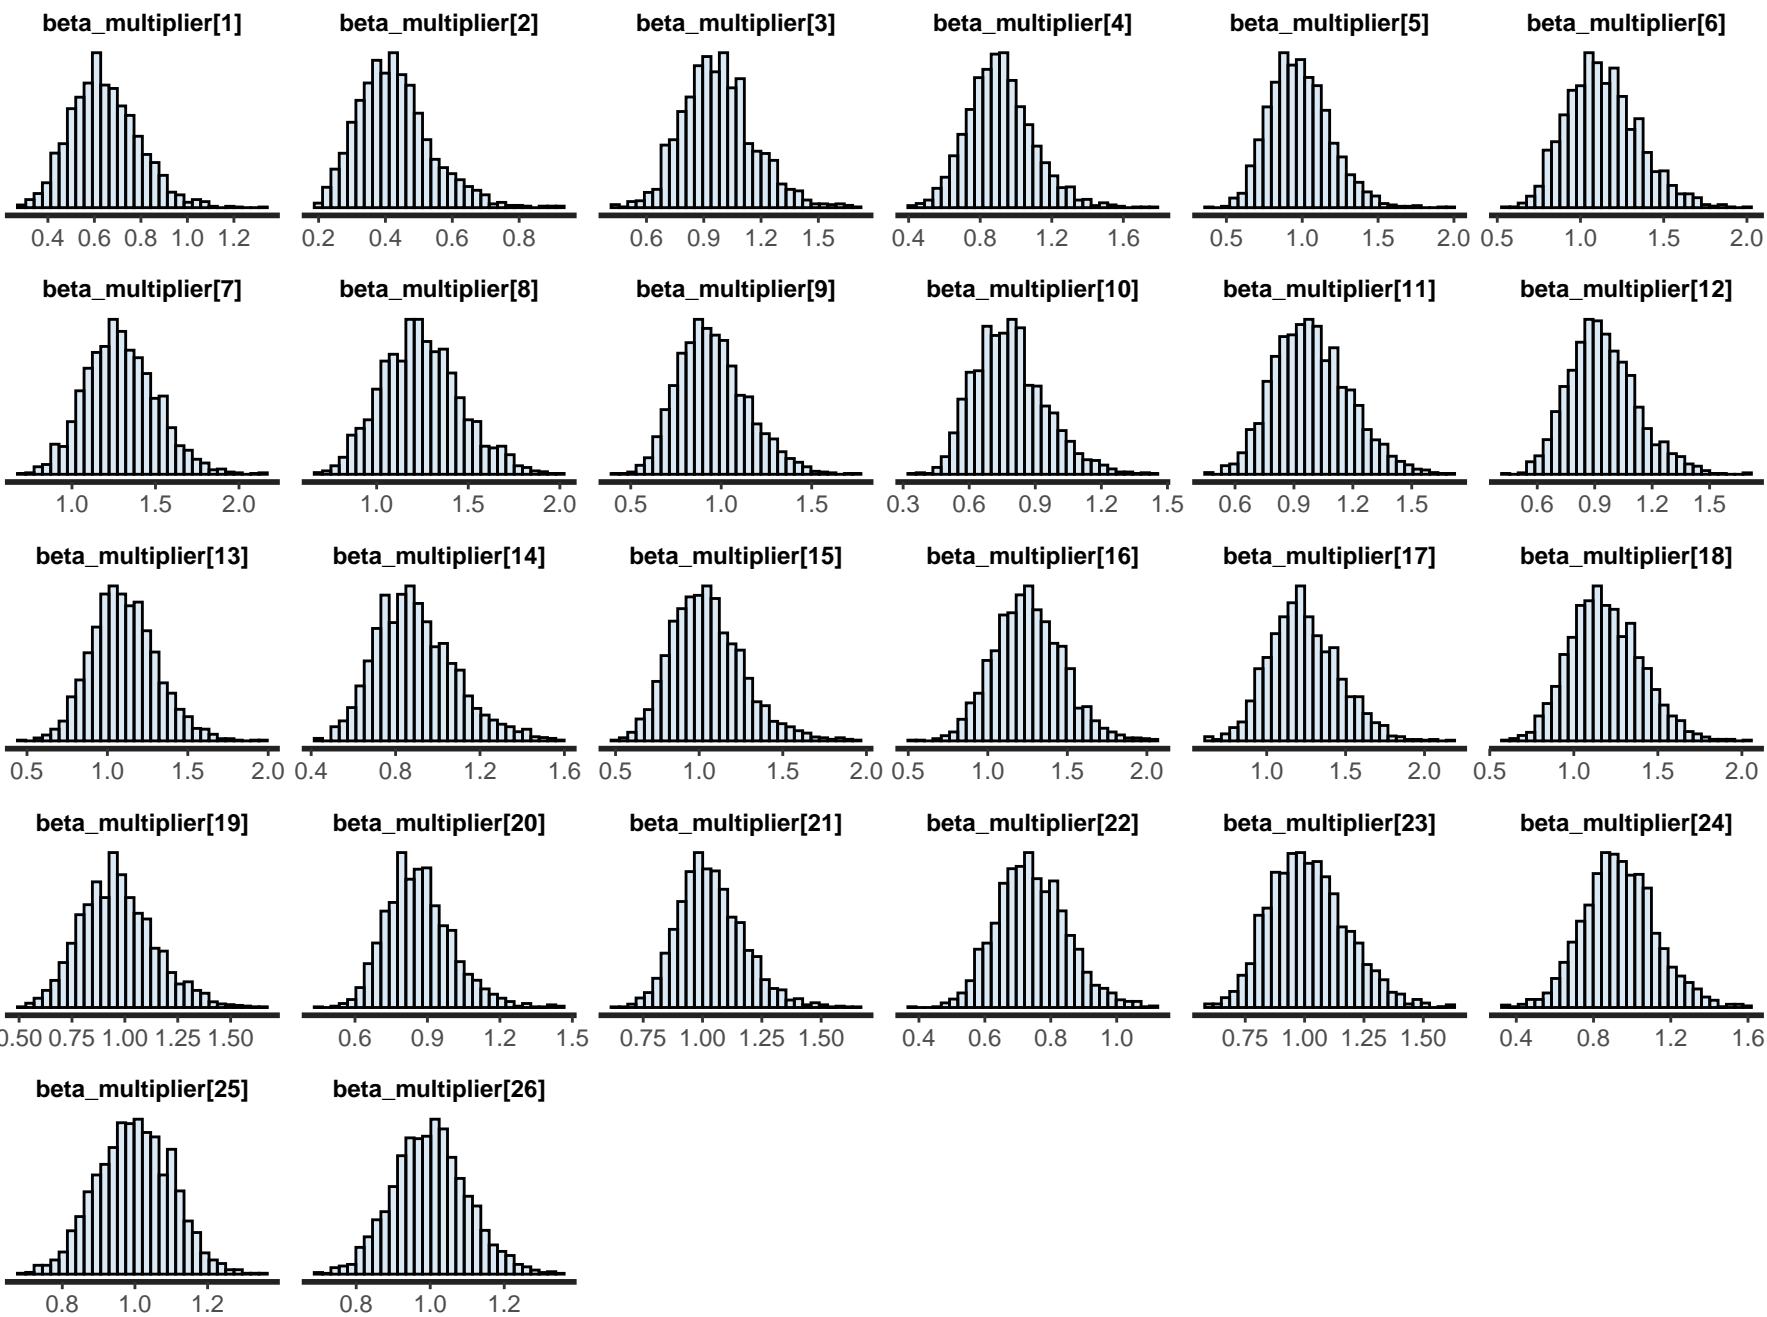 beta_multiplier[1] beta_multiplier[2] beta_multiplier[3] beta_multiplier[4] beta_multiplier[5] beta_multiplier[6]
0.4 0.6 0.8 1.0 1.2 0.2 0.4 0.6 0.8 0.6 0.9 1.2 1.5 0.4 0.8 1.2 1.6 0.5 1.0 1.5 2.0 0.5 1.0 1.5 2.0
beta_multiplier[7] beta_multiplier[8] beta_multiplier[9] beta_multiplier[10] beta_multiplier[11] beta_multiplier[12]
1.0 1.5 2.0 1.0 1.5 2.0 0.5 1.0 1.5 0.3 0.6 0.9 1.2 1.5 0.6 0.9 1.2 1.5 0.6 0.9 1.2 1.5
beta_multiplier[13] beta_multiplier[14] beta_multiplier[15] beta_multiplier[16] beta_multiplier[17] beta_multiplier[18]
0.5 1.0 1.5 2.0 0.4 0.8 1.2 1.6 0.5 1.0 1.5 2.0 0.5 1.0 1.5 2.0 1.0 1.5 2.0 0.5 1.0 1.5 2.0
beta_multiplier[19] beta_multiplier[20] beta_multiplier[21] beta_multiplier[22] beta_multiplier[23] beta_multiplier[24]
0.50 0.75 1.00 1.25 1.50 0.6 0.9 1.2 1.5 0.75 1.00 1.25 1.50 0.4 0.6 0.8 1.0 0.75 1.00 1.25 1.50 0.4 0.8 1.2 1.6
beta_multiplier[25] beta_multiplier[26]
0.8 1.0 1.2 0.8 1.0 1.2